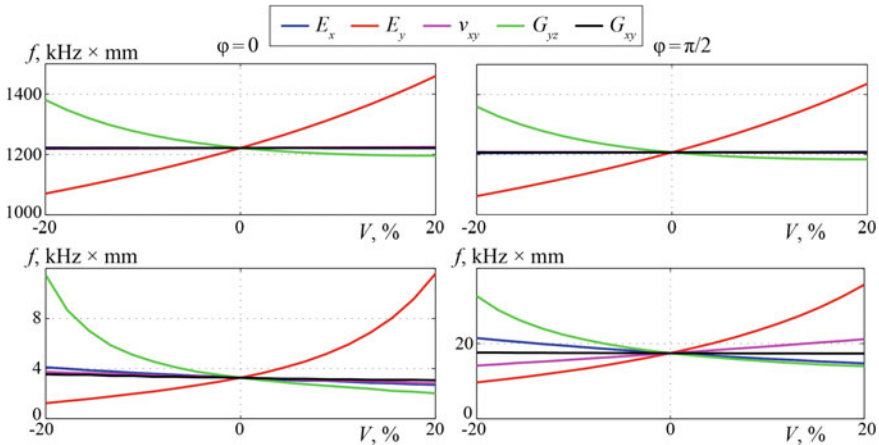 E_x E_y ν_xy G_yz G_xy
φ = 0 φ = π/2
f, kHz × mm
1400
1200
1000
-20 0 V, % 20
-20 0 V, % 20
f, kHz × mm f, kHz × mm
8
4
0
-20 0 V, % 20
20
0
-20 0 V, % 20